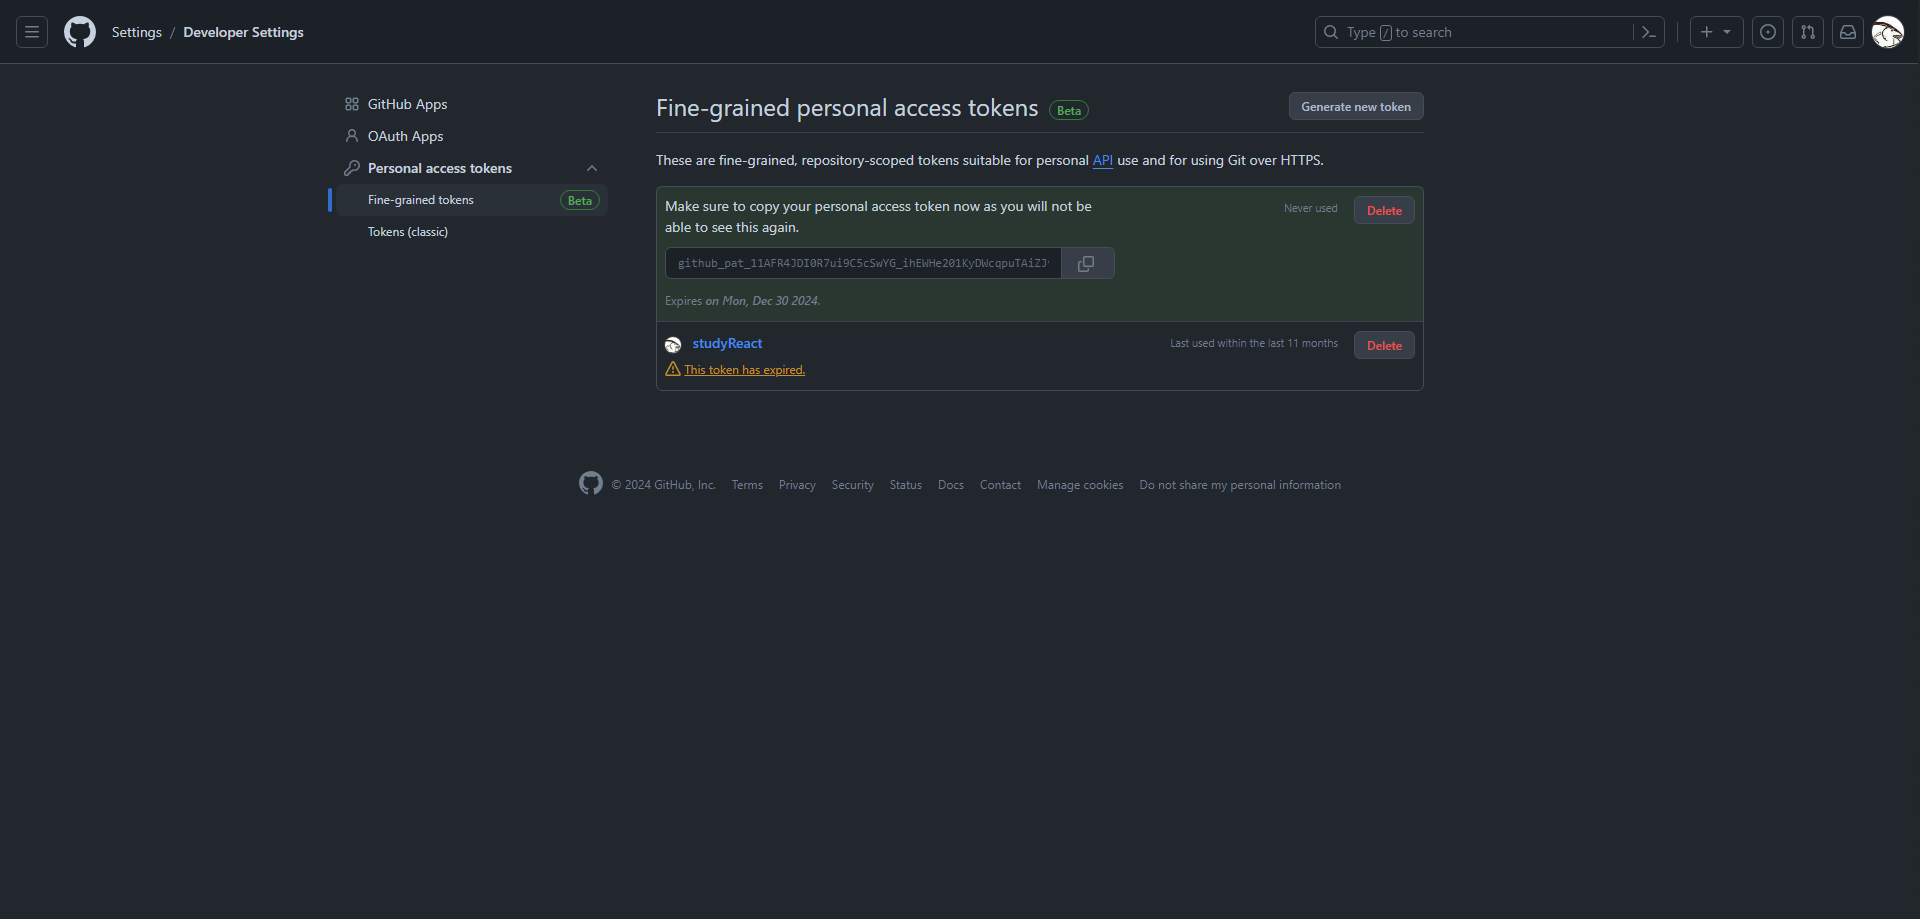 Settings / Developer Settings
Type / to search
GitHub Apps
OAuth Apps
Personal access tokens
Fine-grained tokens Beta
Tokens (classic)
Fine-grained personal access tokens Beta
Generate new token
These are fine-grained, repository-scoped tokens suitable for personal API use and for using Git over HTTPS.
Make sure to copy your personal access token now as you will not be
able to see this again.
Never used
Delete
github_pat_11AFR4JDI0R7ui9C5cSwYG_ihEWHe201KyDWcqpuTAiZJ
Expires on Mon, Dec 30 2024.
studyReact
Last used within the last 11 months
Delete
This token has expired.
© 2024 GitHub, Inc. Terms Privacy Security Status Docs Contact Manage cookies Do not share my personal information